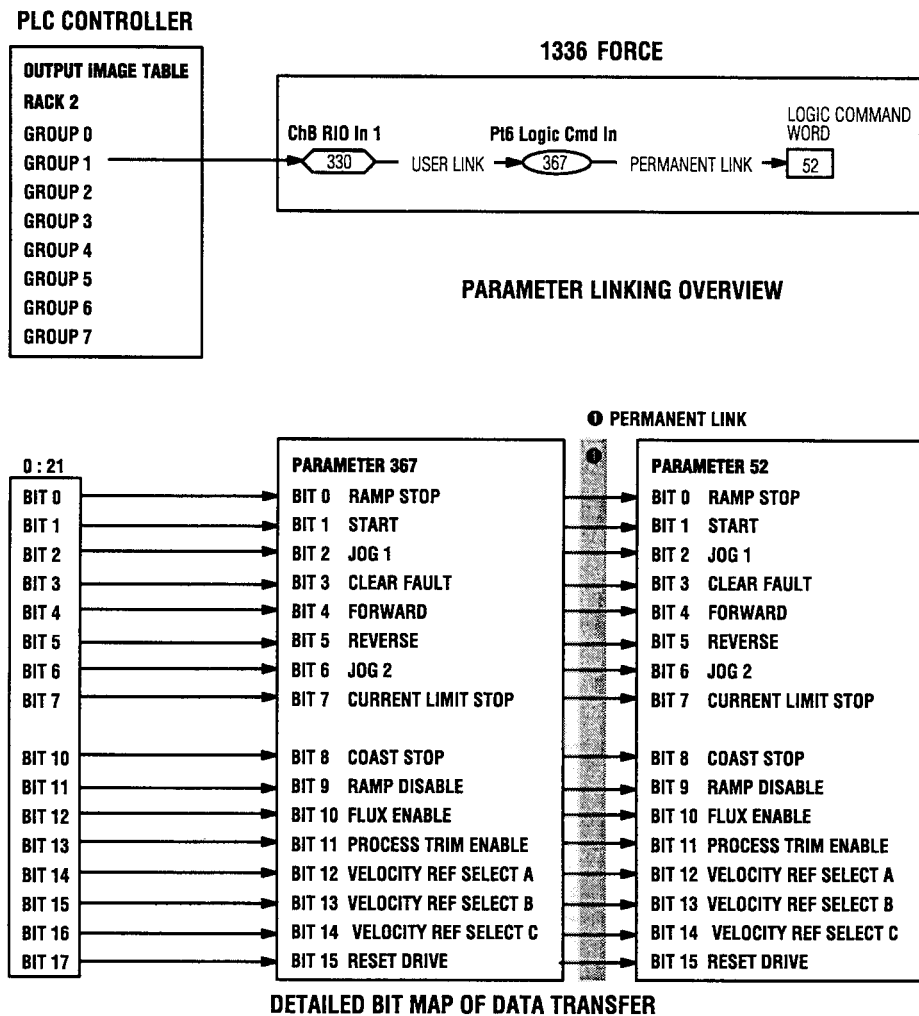 PLC CONTROLLER
OUTPUT IMAGE TABLE
RACK 2
GROUP 0
GROUP 1
GROUP 2
GROUP 3
GROUP 4
GROUP 5
GROUP 6
GROUP 7
1336 FORCE
ChB RIO In 1
330
USER LINK
Pt6 Logic Cmd In
367
PERMANENT LINK
LOGIC COMMAND
WORD
52
PARAMETER LINKING OVERVIEW
❶ PERMANENT LINK
❶
0 : 21
BIT 0
BIT 1
BIT 2
BIT 3
BIT 4
BIT 5
BIT 6
BIT 7
BIT 10
BIT 11
BIT 12
BIT 13
BIT 14
BIT 15
BIT 16
BIT 17
PARAMETER 367
BIT 0 RAMP STOP
BIT 1 START
BIT 2 JOG 1
BIT 3 CLEAR FAULT
BIT 4 FORWARD
BIT 5 REVERSE
BIT 6 JOG 2
BIT 7 CURRENT LIMIT STOP
BIT 8 COAST STOP
BIT 9 RAMP DISABLE
BIT 10 FLUX ENABLE
BIT 11 PROCESS TRIM ENABLE
BIT 12 VELOCITY REF SELECT A
BIT 13 VELOCITY REF SELECT B
BIT 14 VELOCITY REF SELECT C
BIT 15 RESET DRIVE
PARAMETER 52
BIT 0 RAMP STOP
BIT 1 START
BIT 2 JOG 1
BIT 3 CLEAR FAULT
BIT 4 FORWARD
BIT 5 REVERSE
BIT 6 JOG 2
BIT 7 CURRENT LIMIT STOP
BIT 8 COAST STOP
BIT 9 RAMP DISABLE
BIT 10 FLUX ENABLE
BIT 11 PROCESS TRIM ENABLE
BIT 12 VELOCITY REF SELECT A
BIT 13 VELOCITY REF SELECT B
BIT 14 VELOCITY REF SELECT C
BIT 15 RESET DRIVE
DETAILED BIT MAP OF DATA TRANSFER